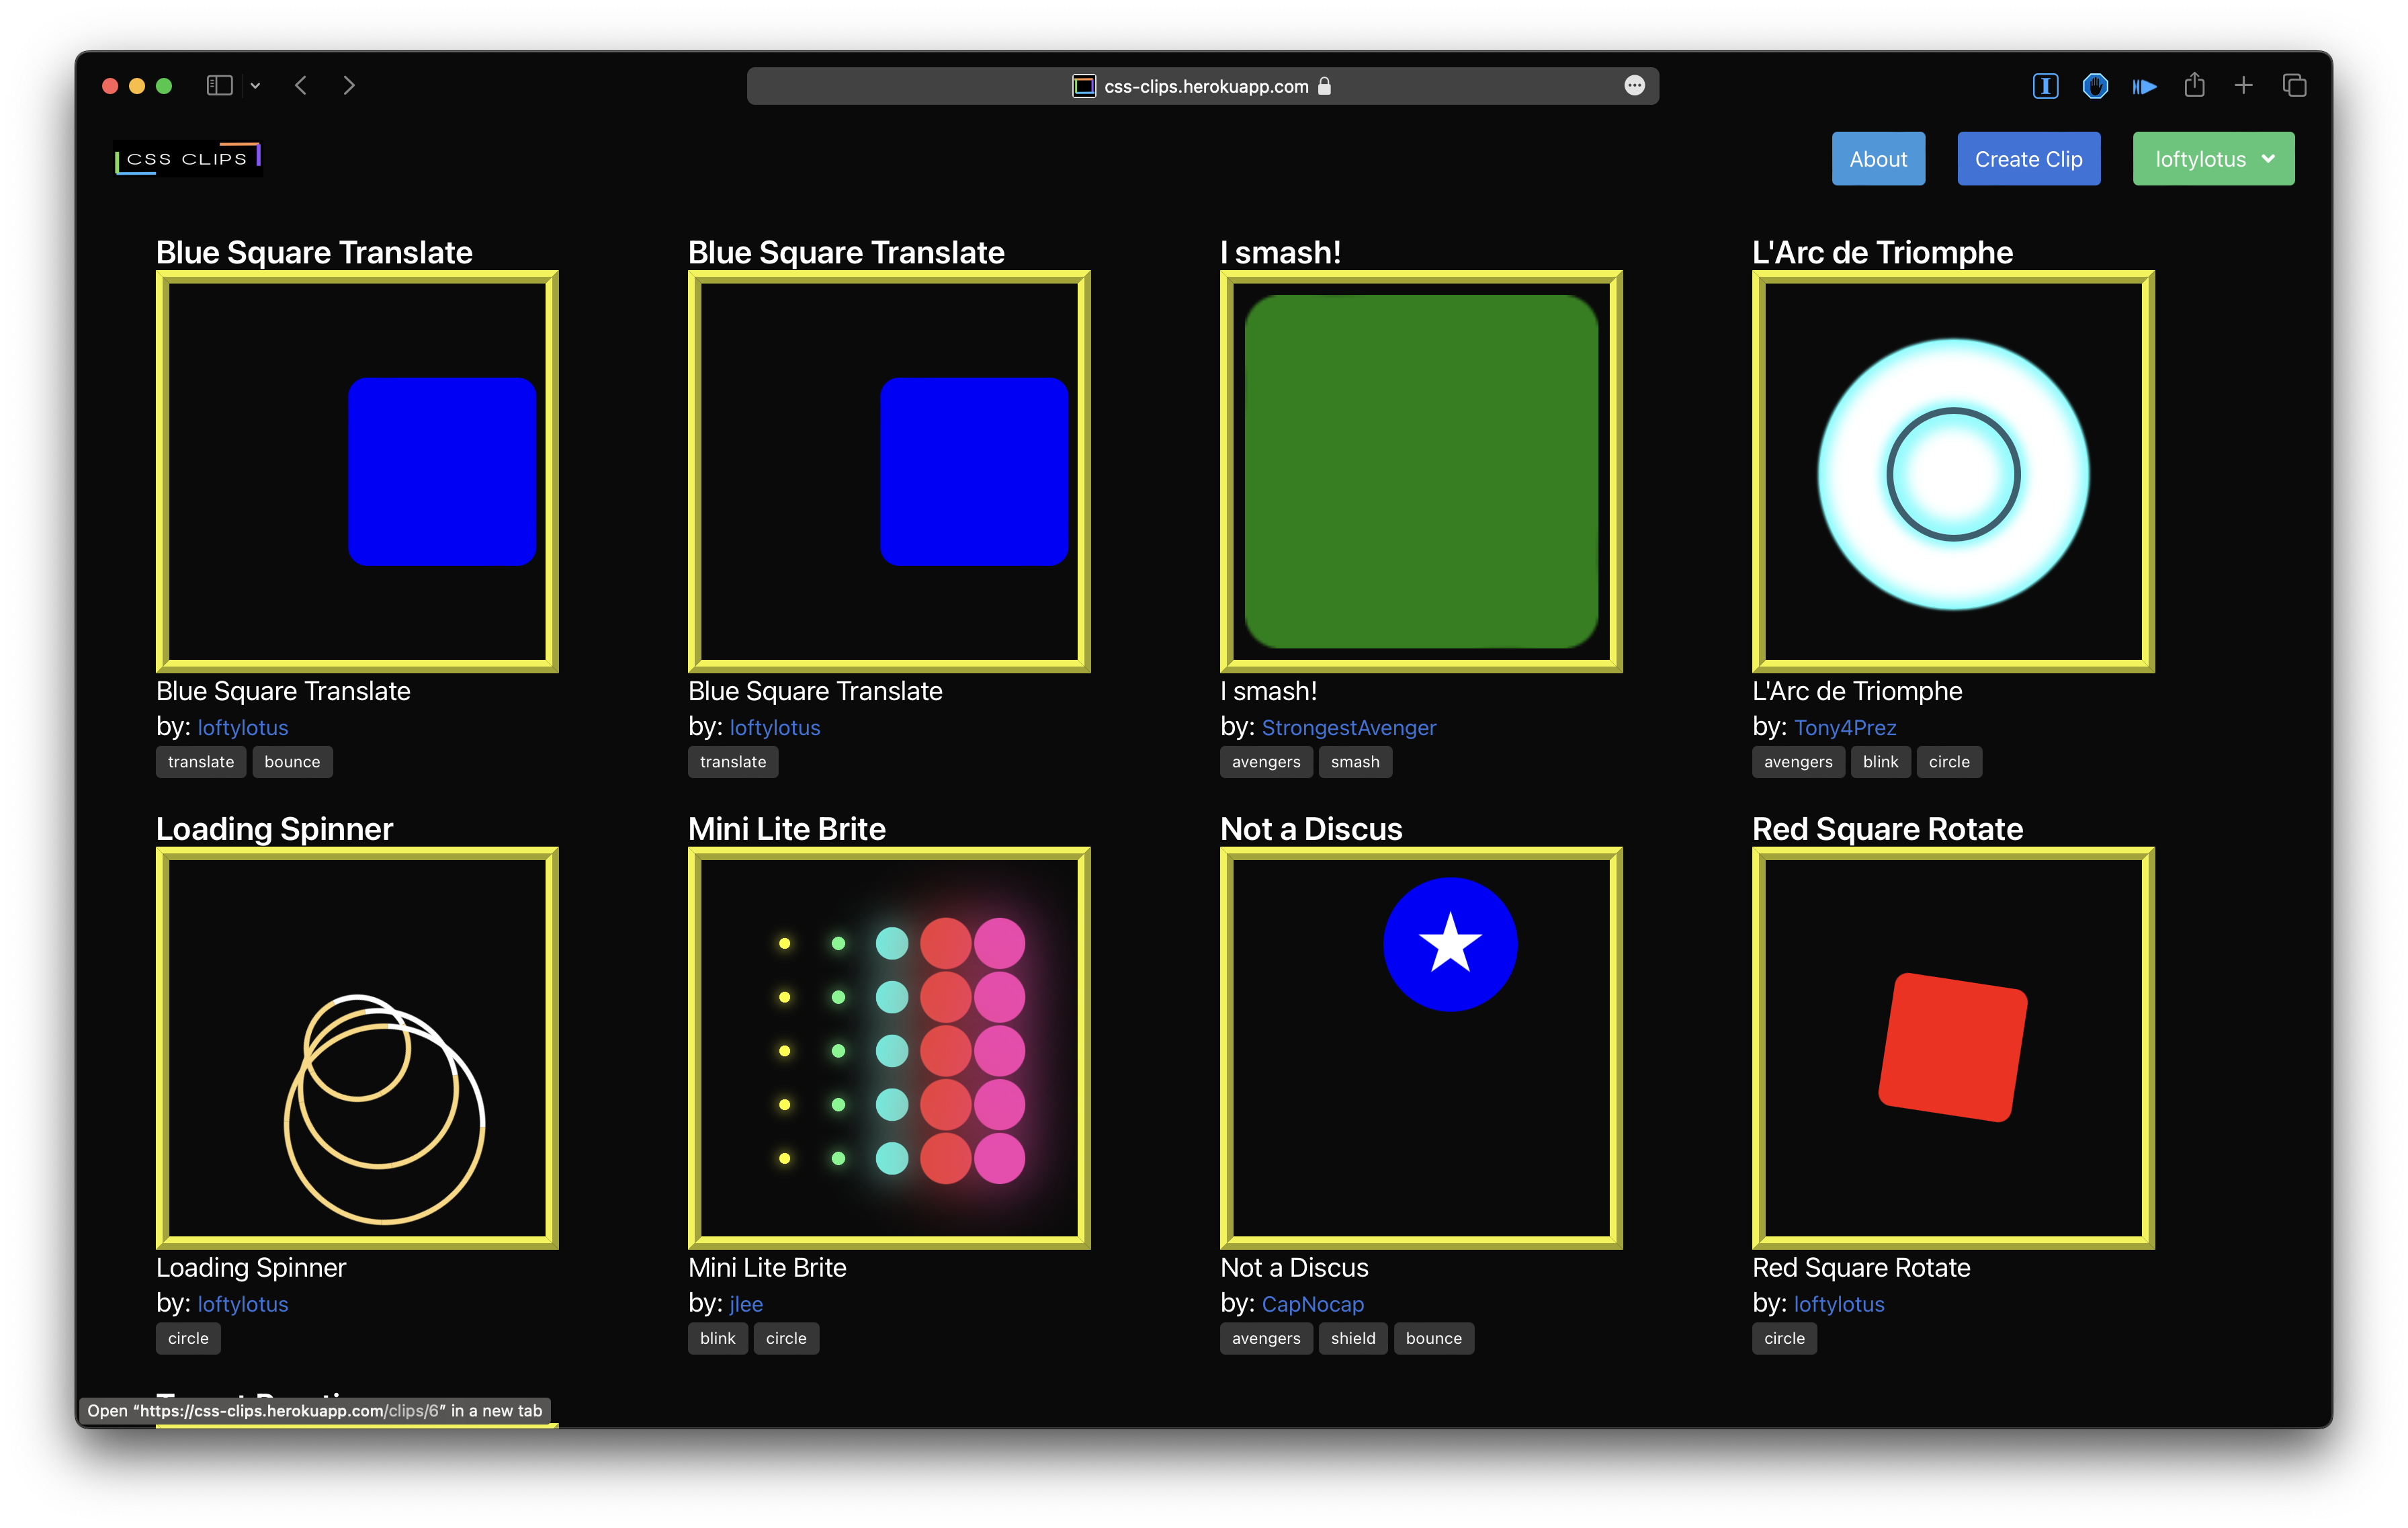 css-clips.herokuapp.com
CSS CLIPS
About
Create Clip
loftylotus
Blue Square Translate
Blue Square Translate
I smash!
L'Arc de Triomphe
Blue Square Translate
by: loftylotus
translate bounce
Blue Square Translate
by: loftylotus
translate
I smash!
by: StrongestAvenger
avengers smash
L'Arc de Triomphe
by: Tony4Prez
avengers blink circle
Loading Spinner
Mini Lite Brite
Not a Discus
Red Square Rotate
Loading Spinner
by: loftylotus
circle
Mini Lite Brite
by: jlee
blink circle
Not a Discus
by: CapNocap
avengers shield bounce
Red Square Rotate
by: loftylotus
circle
Open “https://css-clips.herokuapp.com/clips/6” in a new tab